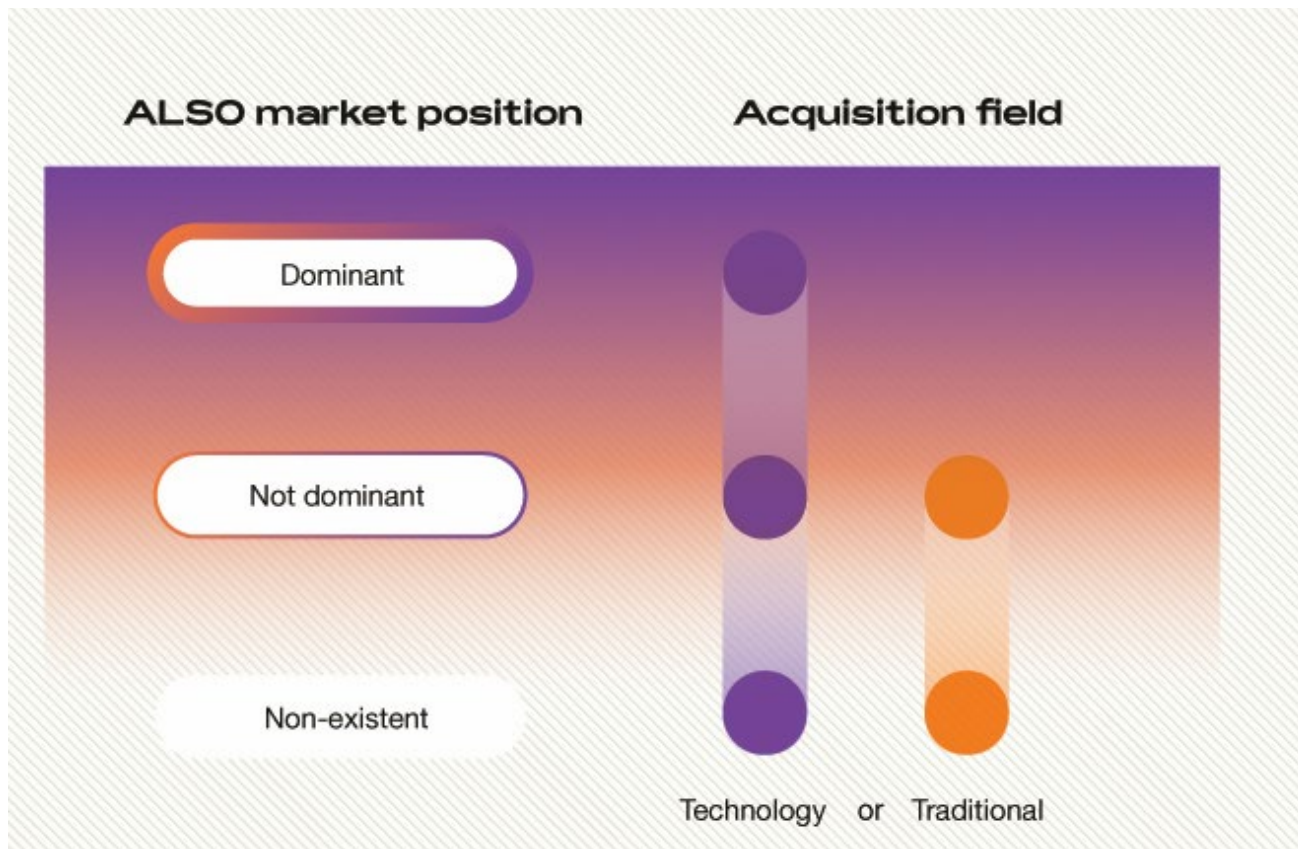 ALSO market position
Acquisition field
Dominant
Not dominant
Non-existent
Technology or Traditional